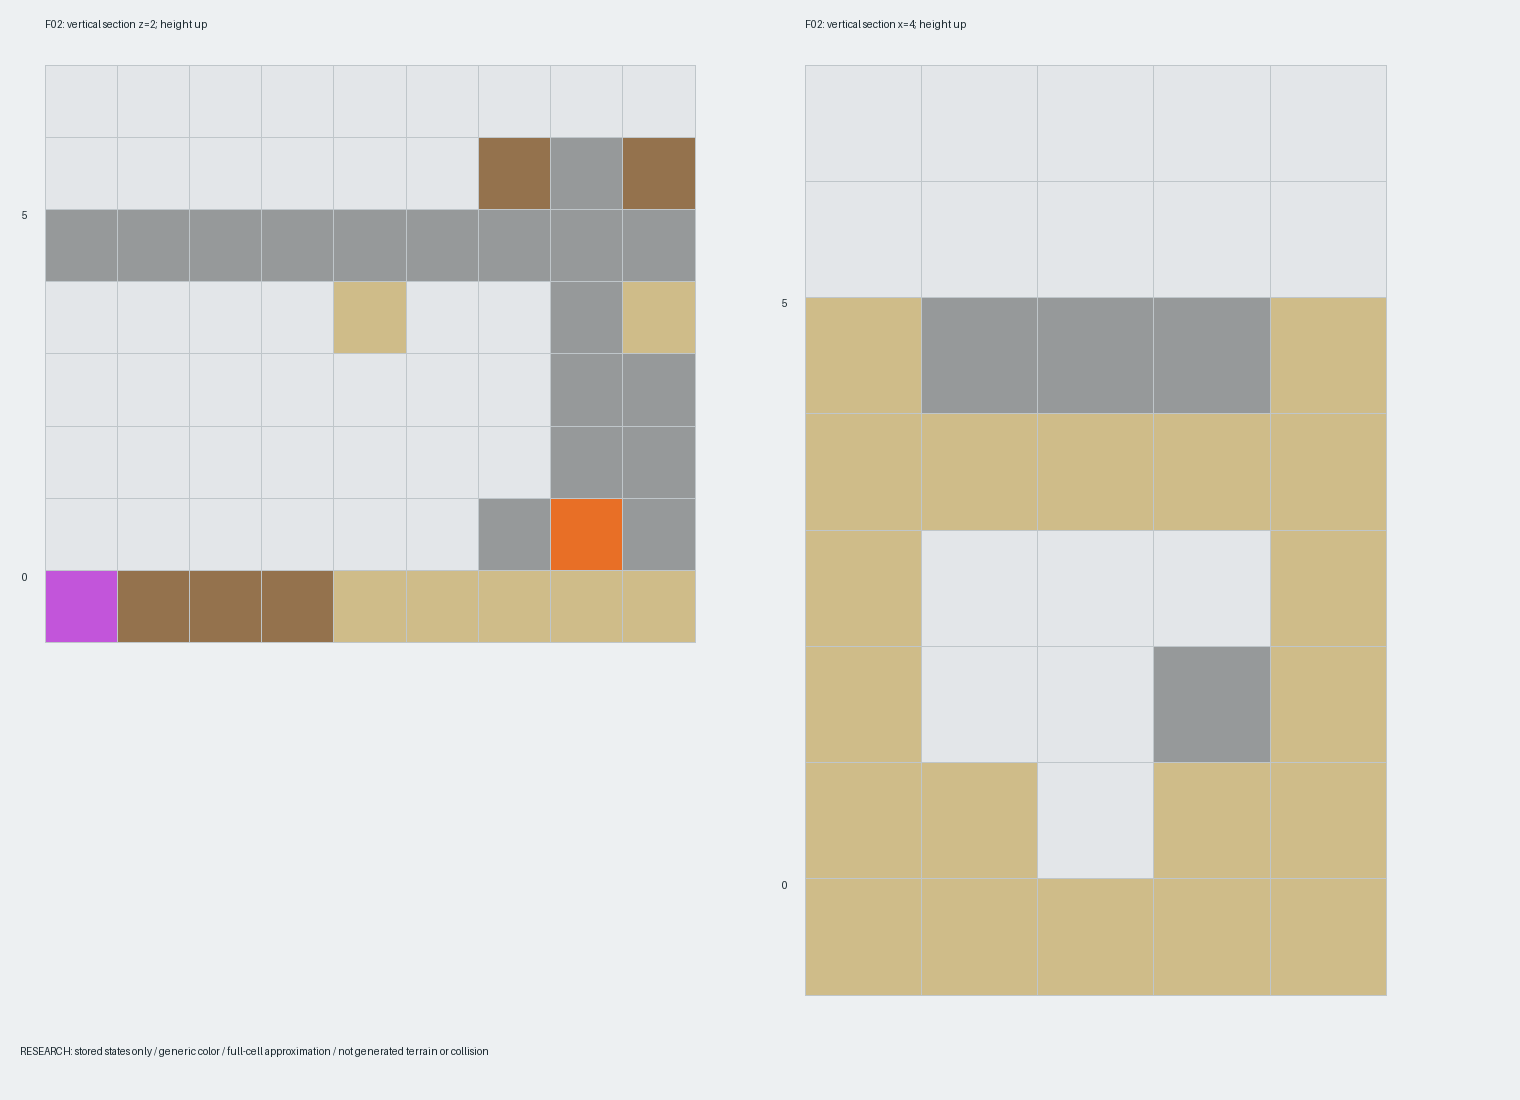 F02: vertical section z=2; height up
F02: vertical section x=4; height up
5
0
5
0
RESEARCH: stored states only / generic color / full-cell approximation / not generated terrain or collision